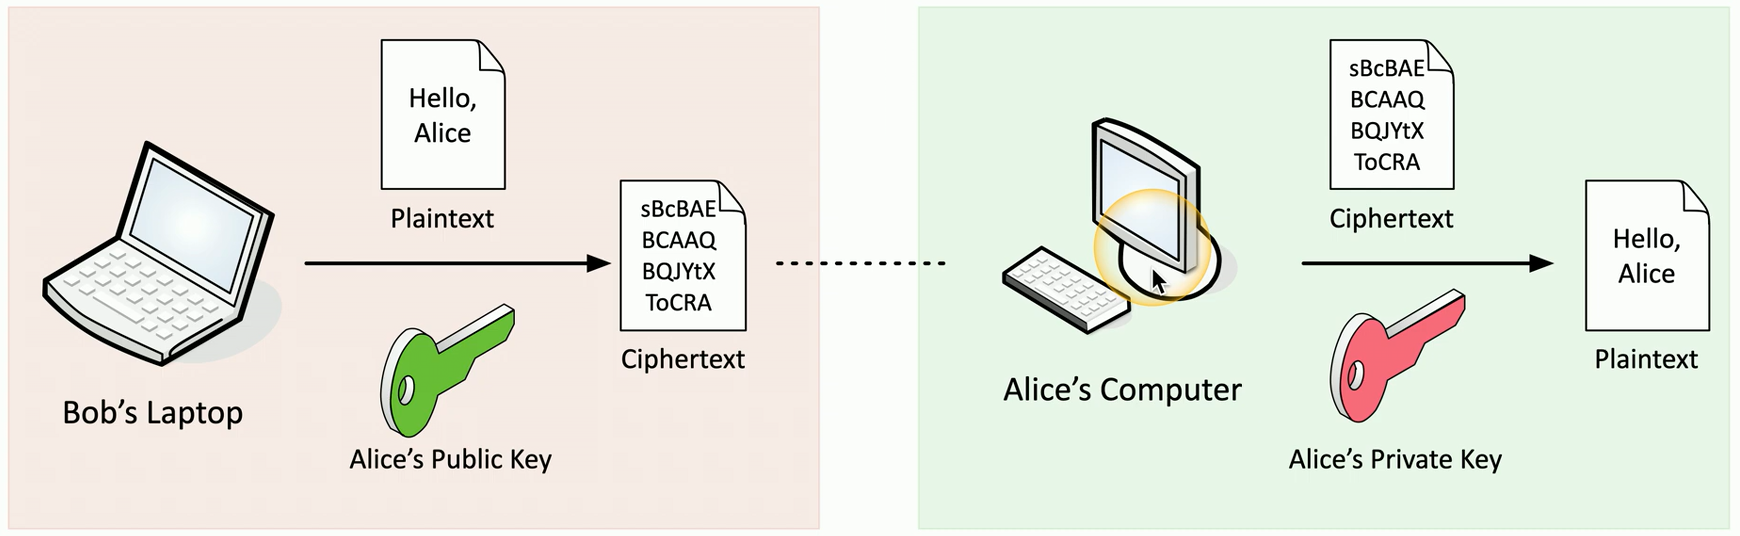 Hello,
Alice
Plaintext
sBcBAE
BCAAQ
BQJYtX
ToCRA
Ciphertext
Bob's Laptop
Alice's Public Key
sBcBAE
BCAAQ
BQJYtX
ToCRA
Ciphertext
Hello,
Alice
Plaintext
Alice's Computer
Alice's Private Key